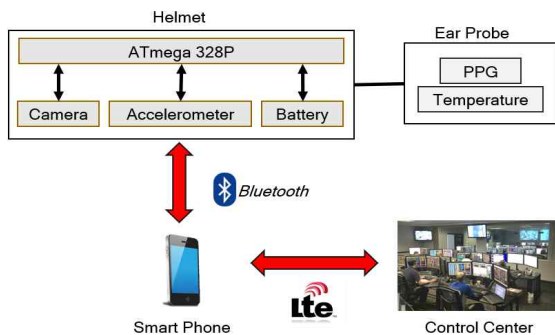 Helmet
ATmega 328P
Camera
Accelerometer
Battery
Ear Probe
PPG
Temperature
Bluetooth
Lte
Smart Phone
Control Center